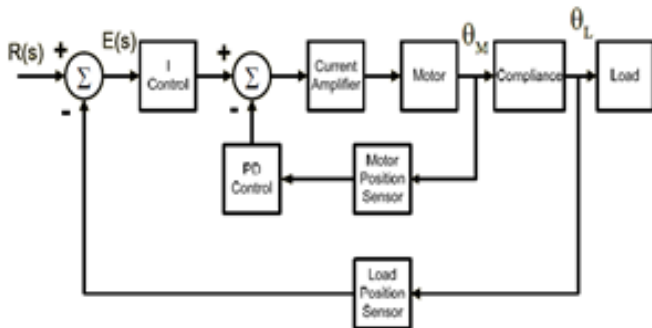 R(s)
+
Σ
-
E(s)
I
Control
+
Σ
-
Current
Amplifier
Motor
θM
Compliance
θL
Load
PD
Control
Motor
Position
Sensor
Load
Position
Sensor